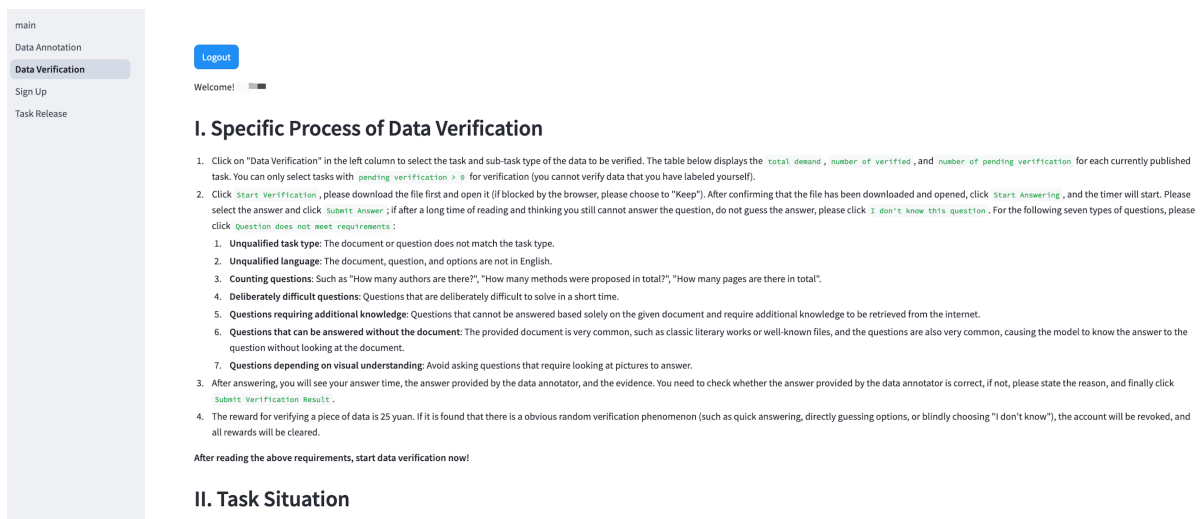 main
Data Annotation
Data Verification
Sign Up
Task Release
Logout
Welcome!
I. Specific Process of Data Verification
1. Click on "Data Verification" in the left column to select the task and sub-task type of the data to be verified. The table below displays the total demand , number of verified , and number of pending verification for each currently published
task. You can only select tasks with pending verification > 0 for verification (you cannot verify data that you have labeled yourself).
2. Click Start Verification , please download the file first and open it (if blocked by the browser, please choose to "Keep"). After confirming that the file has been downloaded and opened, click Start Answering , and the timer will start. Please
select the answer and click Submit Answer ; if after a long time of reading and thinking you still cannot answer the question, do not guess the answer, please click I don't know this question . For the following seven types of questions, please
click Question does not meet requirements :
1. Unqualified task type: The document or question does not match the task type.
2. Unqualified language: The document, question, and options are not in English.
3. Counting questions: Such as "How many authors are there?", "How many methods were proposed in total?", "How many pages are there in total".
4. Deliberately difficult questions: Questions that are deliberately difficult to solve in a short time.
5. Questions requiring additional knowledge: Questions that cannot be answered based solely on the given document and require additional knowledge to be retrieved from the internet.
6. Questions that can be answered without the document: The provided document is very common, such as classic literary works or well-known files, and the questions are also very common, causing the model to know the answer to the
question without looking at the document.
7. Questions depending on visual understanding: Avoid asking questions that require looking at pictures to answer.
3. After answering, you will see your answer time, the answer provided by the data annotator, and the evidence. You need to check whether the answer provided by the data annotator is correct, if not, please state the reason, and finally click
Submit Verification Result .
4. The reward for verifying a piece of data is 25 yuan. If it is found that there is a obvious random verification phenomenon (such as quick answering, directly guessing options, or blindly choosing "I don't know"), the account will be revoked, and
all rewards will be cleared.
After reading the above requirements, start data verification now!
II. Task Situation